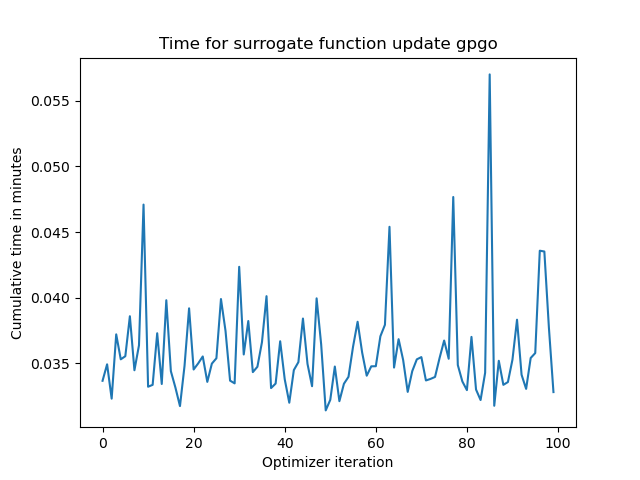 Time for surrogate function update gpgo
Cumulative time in minutes
0.055
0.050
0.045
0.040
0.035
0 20 40 60 80 100
Optimizer iteration